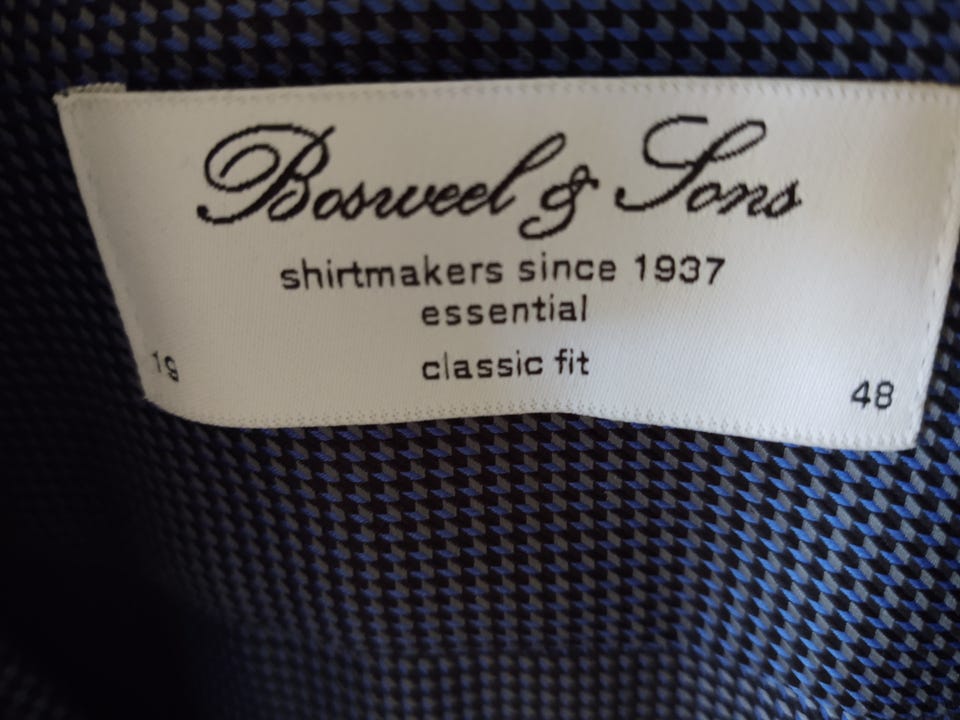 Bosweel & Sons
shirtmakers since 1937
essential
classic fit
19
48